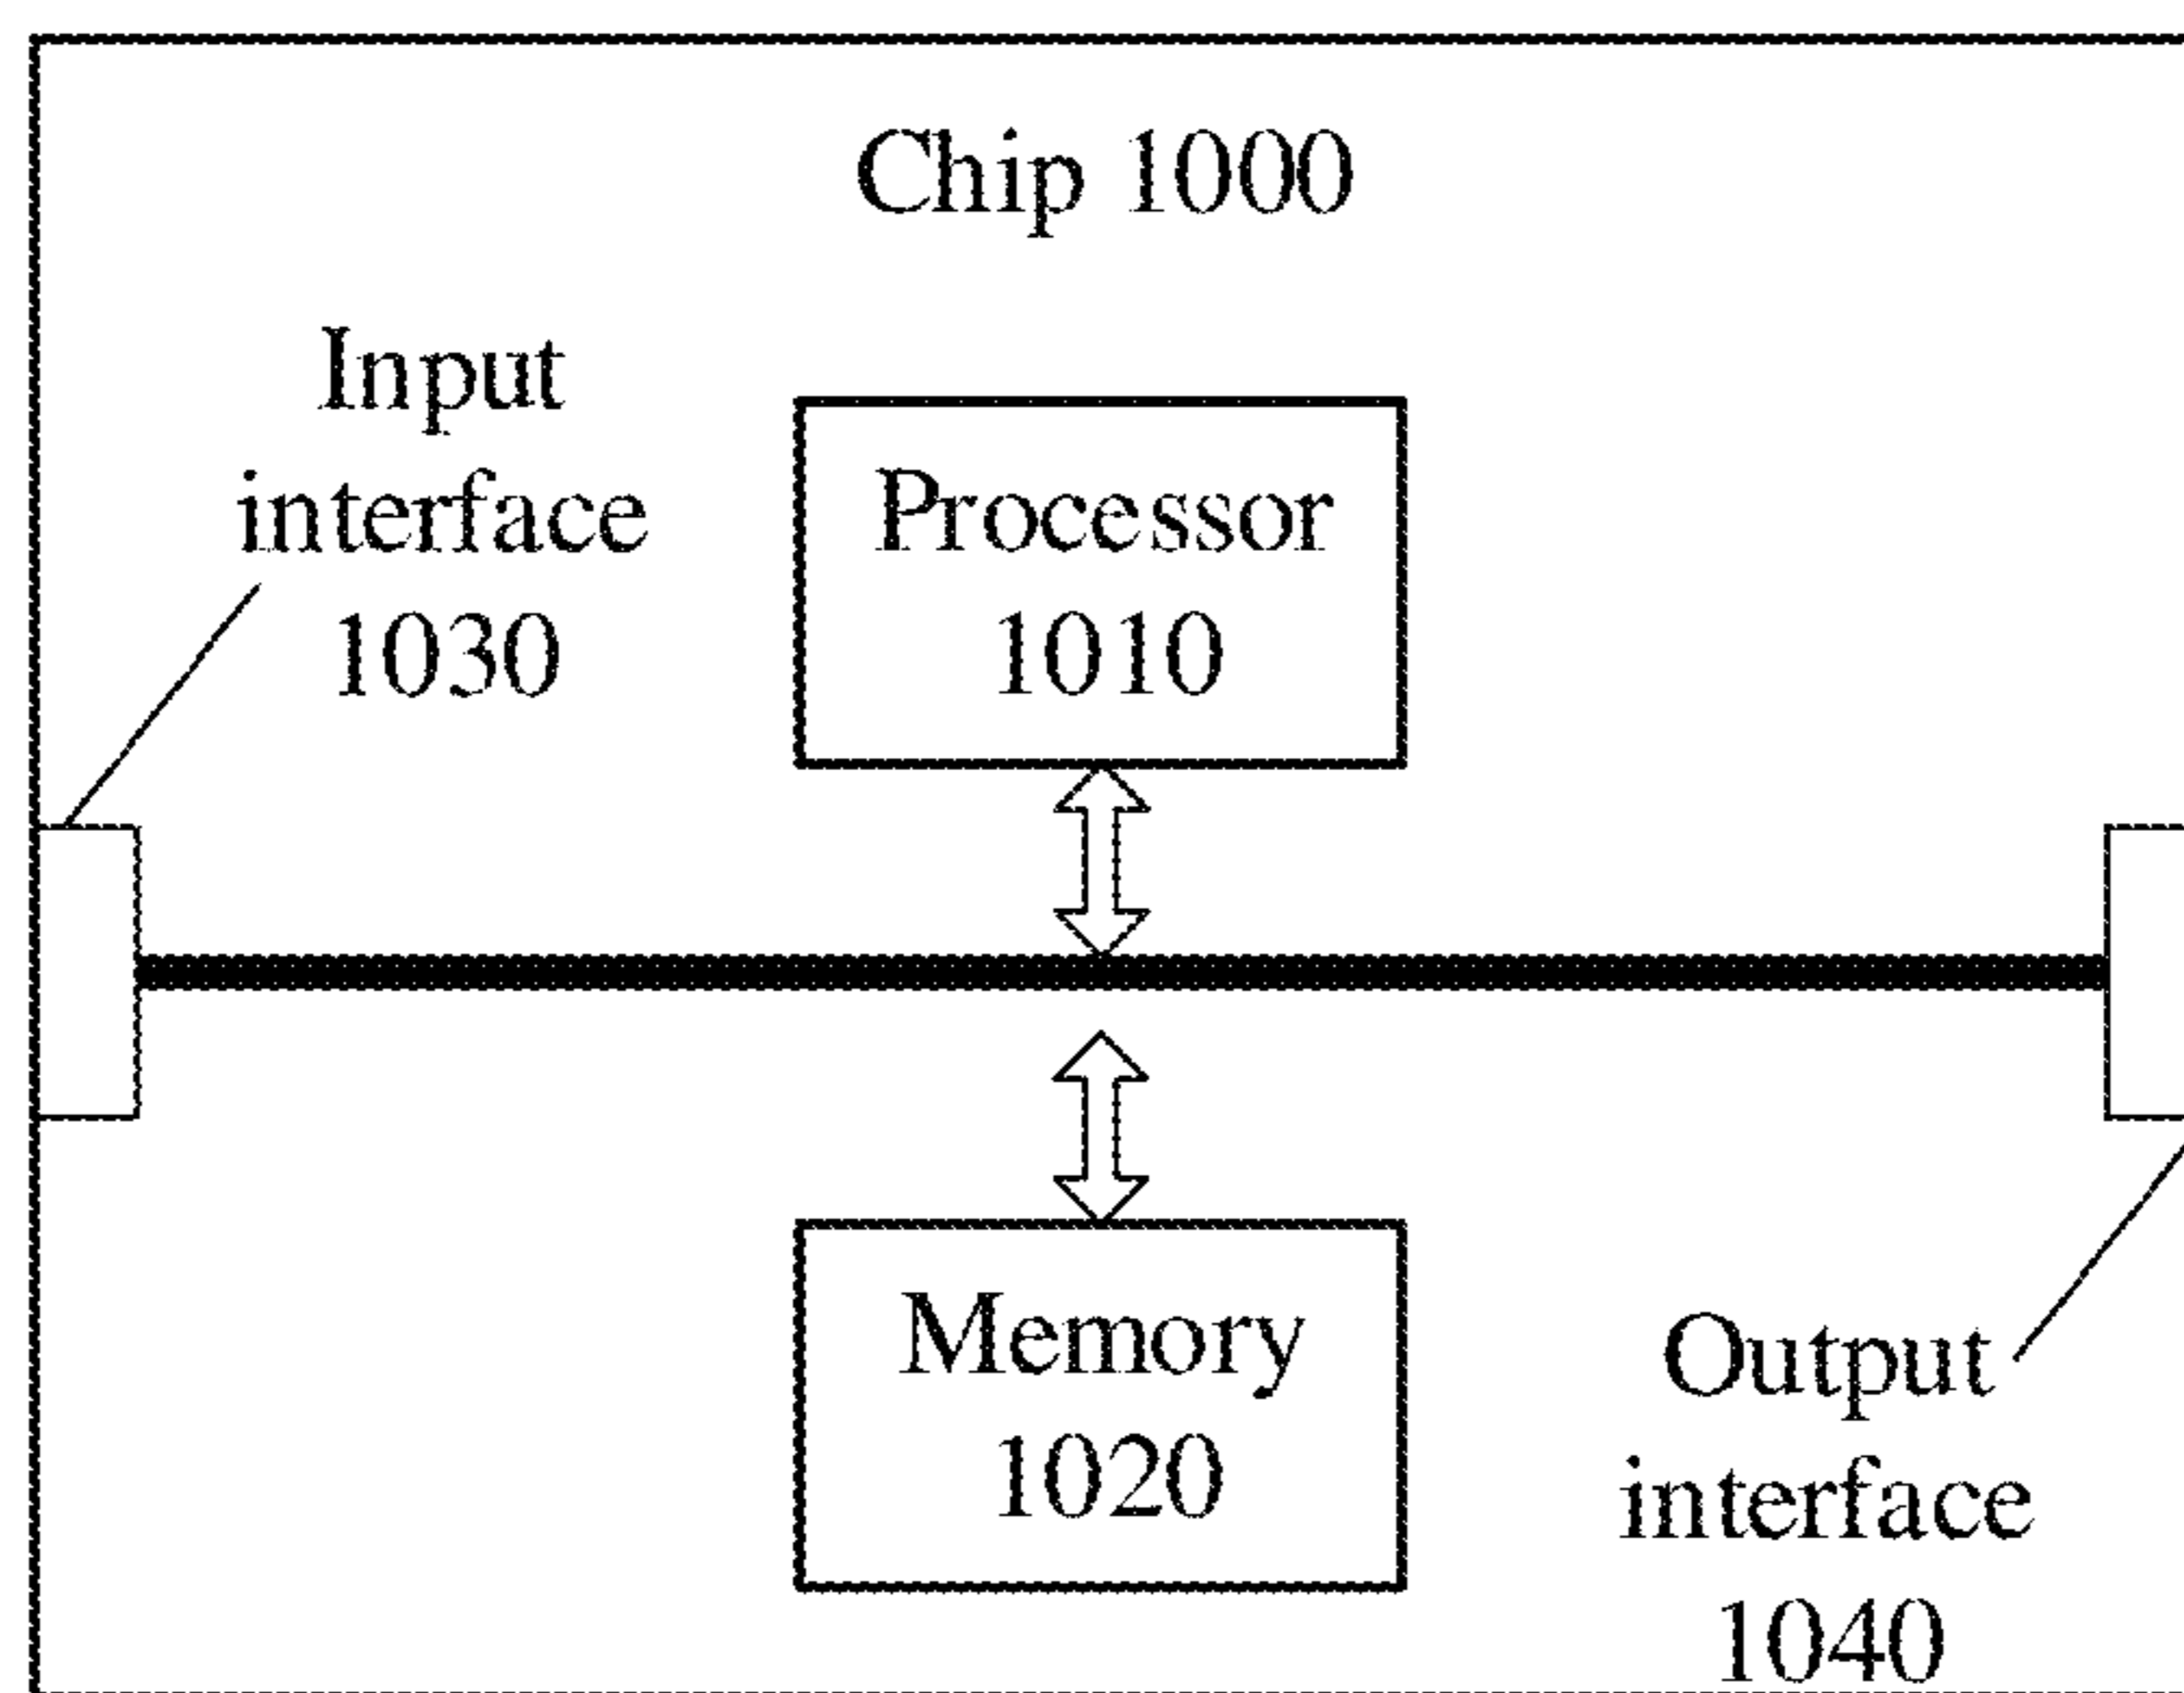 Chip 1000
Input
interface
1030
Processor
1010
Memory
1020
Output
interface
1040